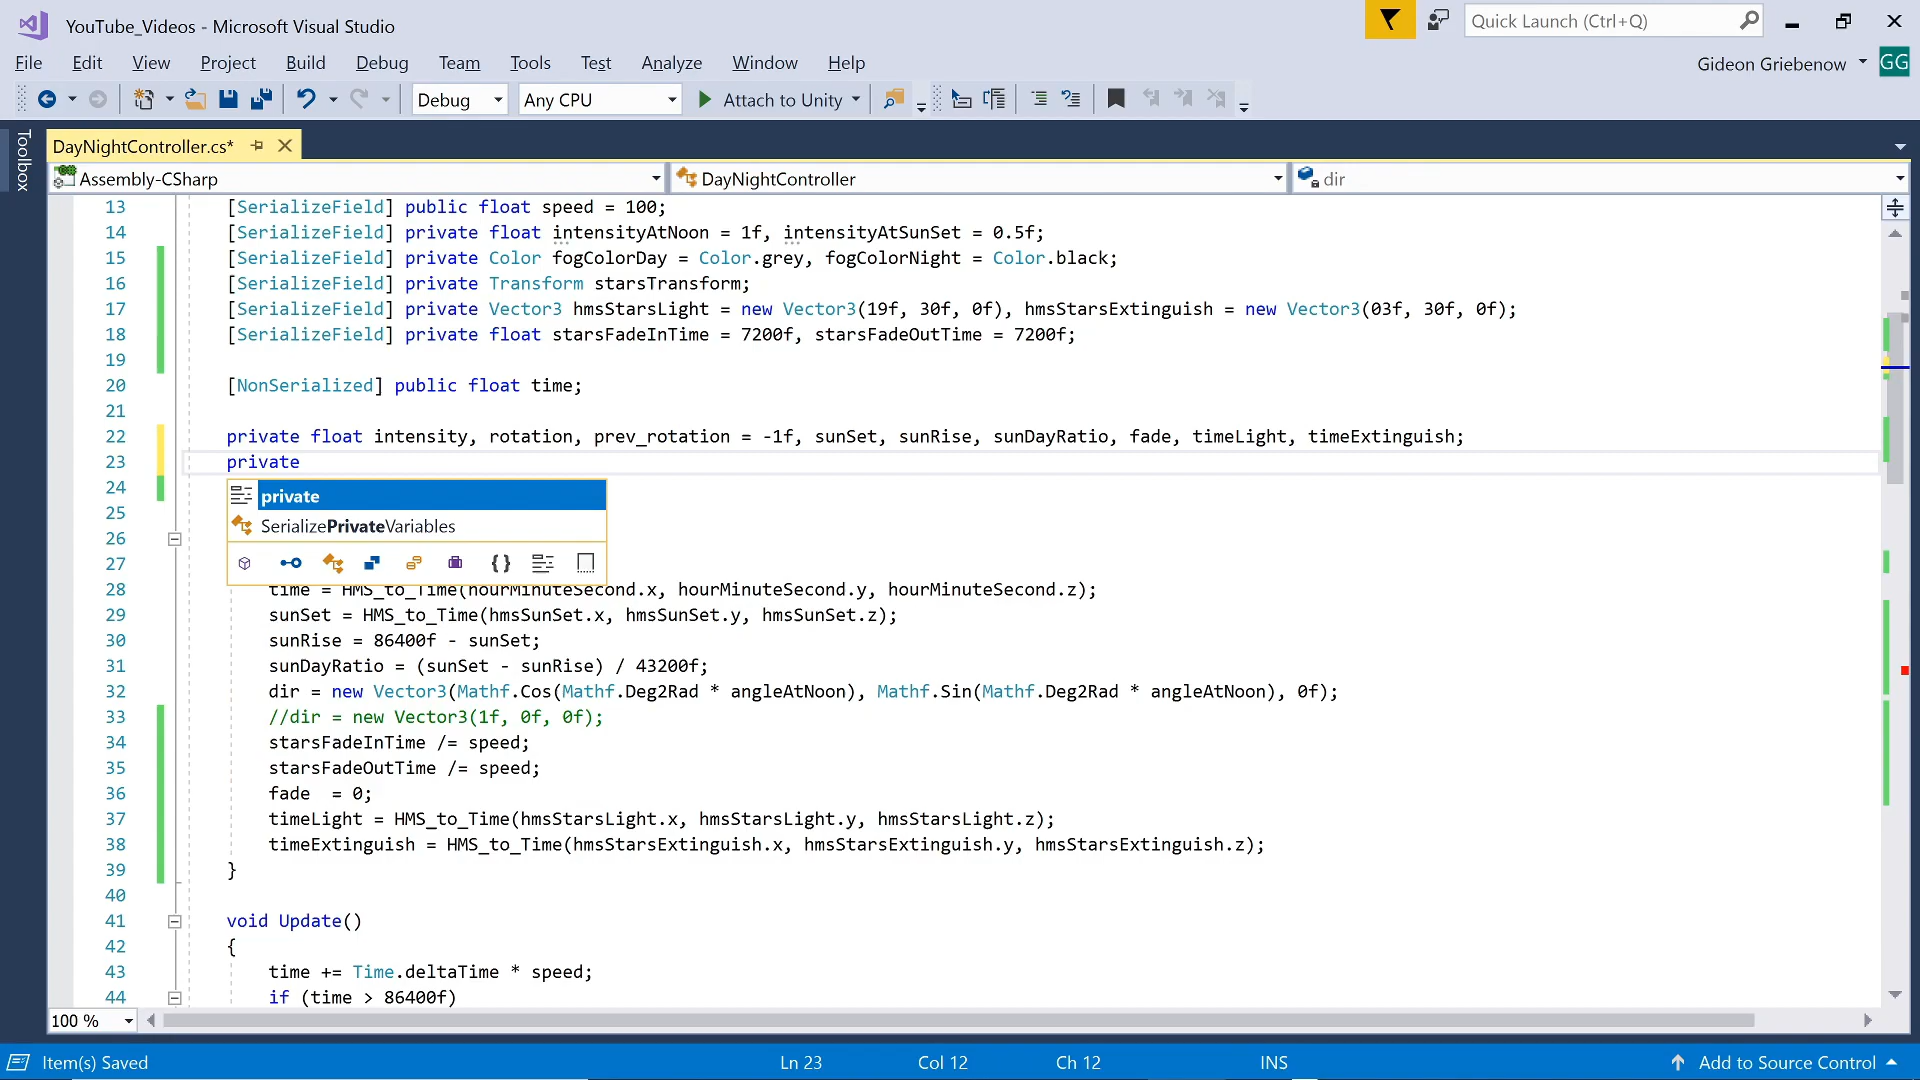 YouTube_Videos - Microsoft Visual Studio
Quick Launch (Ctrl+Q)
File Edit View Project Build Debug Team Tools Test Analyze Window Help
Gideon Griebenow GG
Debug Any CPU Attach to Unity
Toolbox
DayNightController.cs*
Assembly-CSharp DayNightController dir
13 [SerializeField] public float speed = 100;
14 [SerializeField] private float intensityAtNoon = 1f, intensityAtSunSet = 0.5f;
15 [SerializeField] private Color fogColorDay = Color.grey, fogColorNight = Color.black;
16 [SerializeField] private Transform starsTransform;
17 [SerializeField] private Vector3 hmsStarsLight = new Vector3(19f, 30f, 0f), hmsStarsExtinguish = new Vector3(03f, 30f, 0f);
18 [SerializeField] private float starsFadeInTime = 7200f, starsFadeOutTime = 7200f;
19
20 [NonSerialized] public float time;
21
22 private float intensity, rotation, prev_rotation = -1f, sunSet, sunRise, sunDayRatio, fade, timeLight, timeExtinguish;
23 private
24 private
25 SerializePrivateVariables
26
27 {}
28 time = HMS_to_Time(hourMinuteSecond.x, hourMinuteSecond.y, hourMinuteSecond.z);
29 sunSet = HMS_to_Time(hmsSunSet.x, hmsSunSet.y, hmsSunSet.z);
30 sunRise = 86400f - sunSet;
31 sunDayRatio = (sunSet - sunRise) / 43200f;
32 dir = new Vector3(Mathf.Cos(Mathf.Deg2Rad * angleAtNoon), Mathf.Sin(Mathf.Deg2Rad * angleAtNoon), 0f);
33 //dir = new Vector3(1f, 0f, 0f);
34 starsFadeInTime /= speed;
35 starsFadeOutTime /= speed;
36 fade  = 0;
37 timeLight = HMS_to_Time(hmsStarsLight.x, hmsStarsLight.y, hmsStarsLight.z);
38 timeExtinguish = HMS_to_Time(hmsStarsExtinguish.x, hmsStarsExtinguish.y, hmsStarsExtinguish.z);
39 }
40
41 void Update()
42 {
43 time += Time.deltaTime * speed;
44 if (time > 86400f)
100 %
Item(s) Saved Ln 23 Col 12 Ch 12 INS Add to Source Control